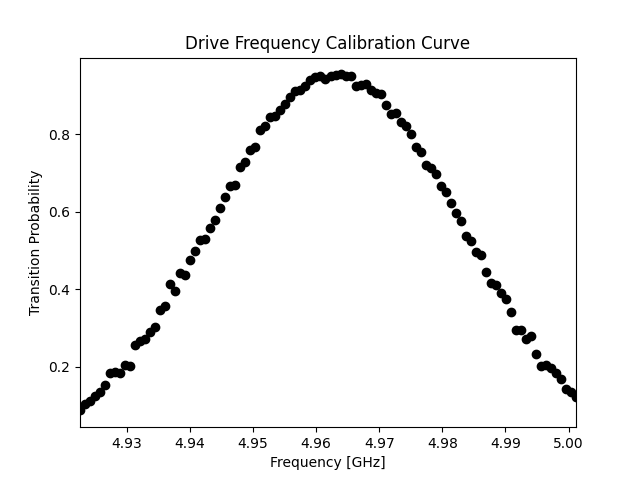 Drive Frequency Calibration Curve
Transition Probability
0.8
0.6
0.4
0.2
4.93 4.94 4.95 4.96 4.97 4.98 4.99 5.00
Frequency [GHz]